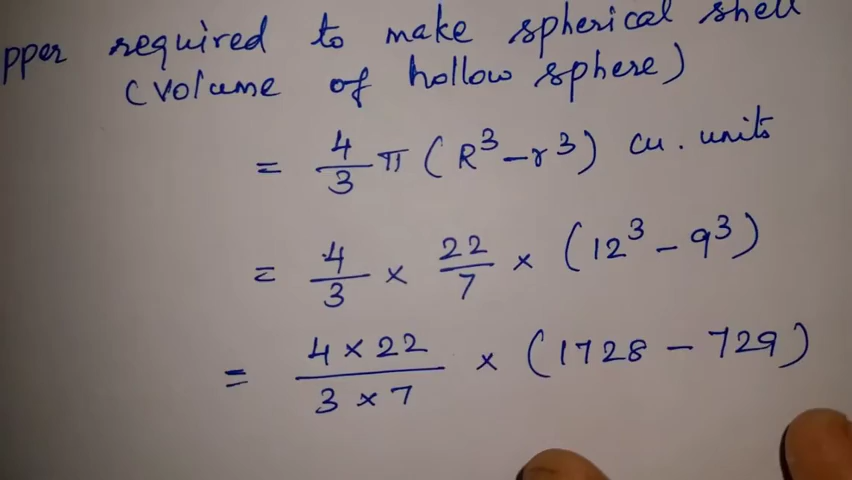 pper required to make spherical shell
(volume of hollow sphere)
= 4/3 π (R³ - r³) cu. units
= 4/3 × 22/7 × (12³ - 9³)
= 4 × 22 / 3 × 7 × (1728 - 729)